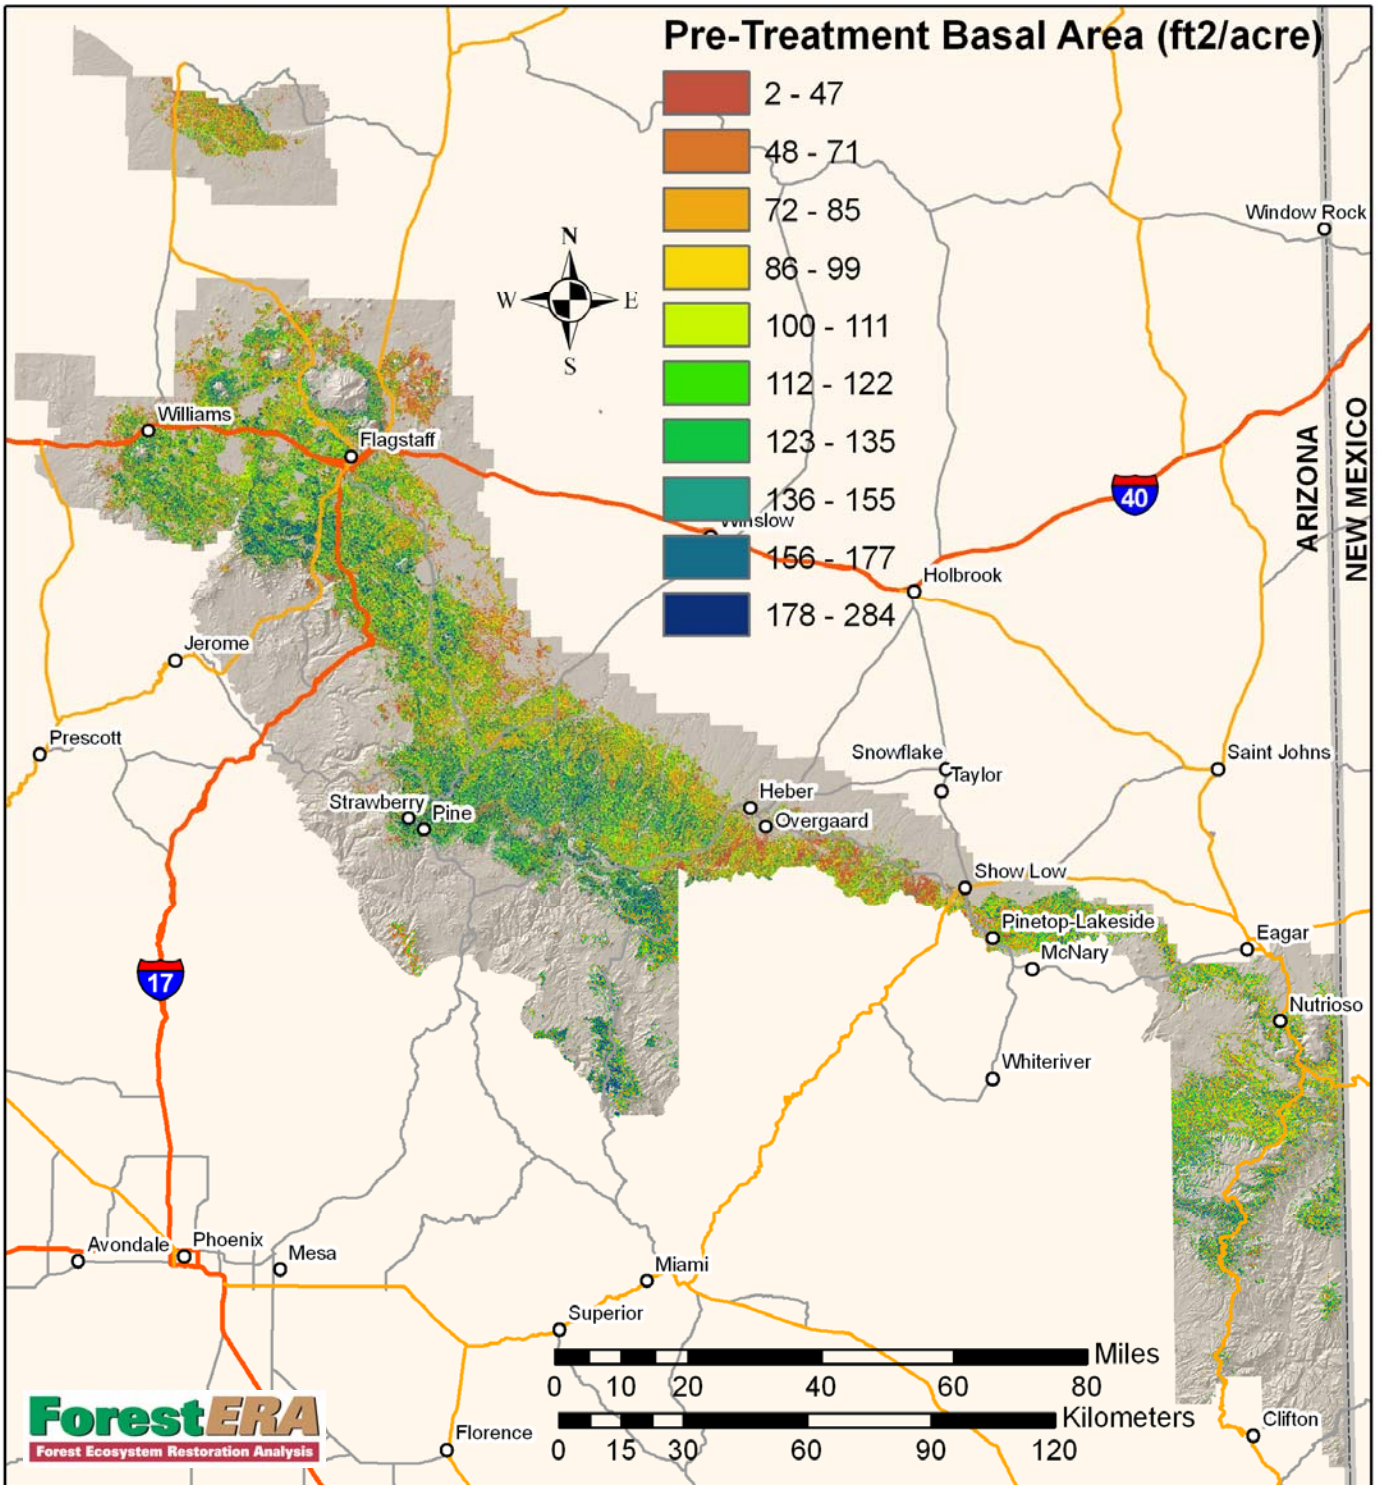 Pre-Treatment Basal Area (ft2/acre)
2 - 47
48 - 71
72 - 85
86 - 99
100 - 111
112 - 122
123 - 135
136 - 155
156 - 177
178 - 284
N
W
E
S
Window Rock
Williams
Flagstaff
Winslow
40
ARIZONA
NEW MEXICO
Holbrook
Jerome
Prescott
Snowflake
Taylor
Saint Johns
Heber
Strawberry
Pine
Overgaard
Show Low
Pinetop-Lakeside
Eagar
McNary
17
Nutrioso
Whiteriver
Avondale
Phoenix
Mesa
Miami
Superior
Miles
0 10 20 40 60 80
Kilometers
0 15 30 60 90 120
ForestERA
Forest Ecosystem Restoration Analysis
Florence
Clifton